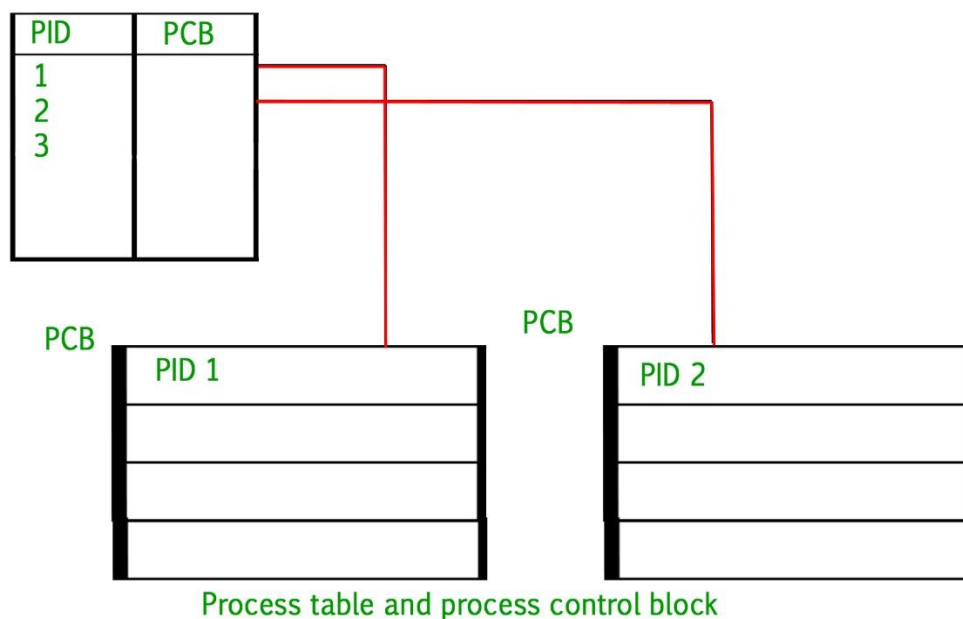 PID PCB
1
2
3
PCB
PID 1
PCB
PID 2
Process table and process control block